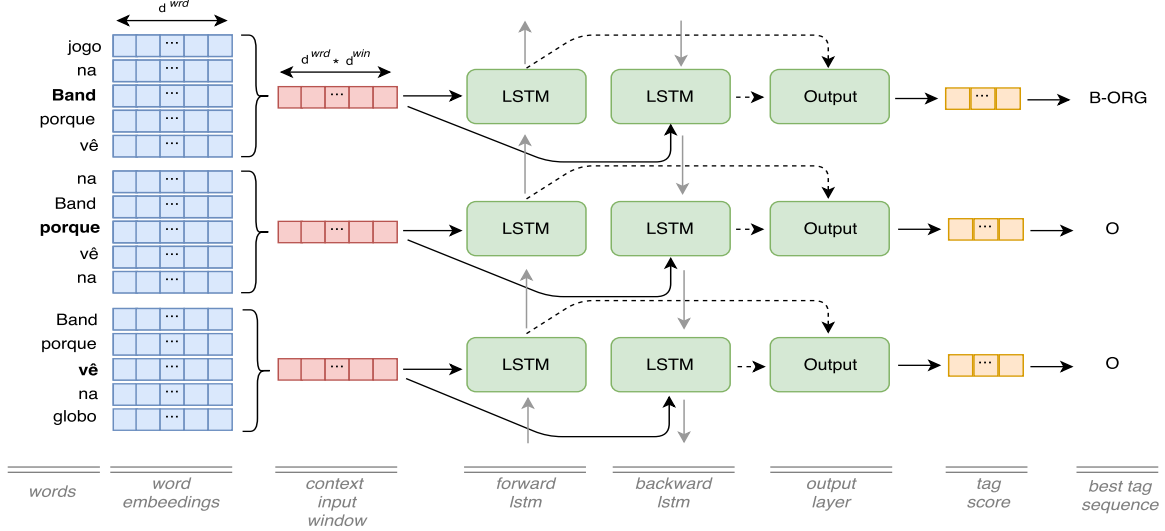 d wrd
jogo
na
Band
porque
vê
...
d wrd * d win
...
LSTM
LSTM
Output
...
B-ORG
na
Band
porque
vê
na
...
...
LSTM
LSTM
Output
...
O
Band
porque
vê
na
globo
...
...
LSTM
LSTM
Output
...
O
words
word
embeedings
context
input
window
forward
lstm
backward
lstm
output
layer
tag
score
best tag
sequence